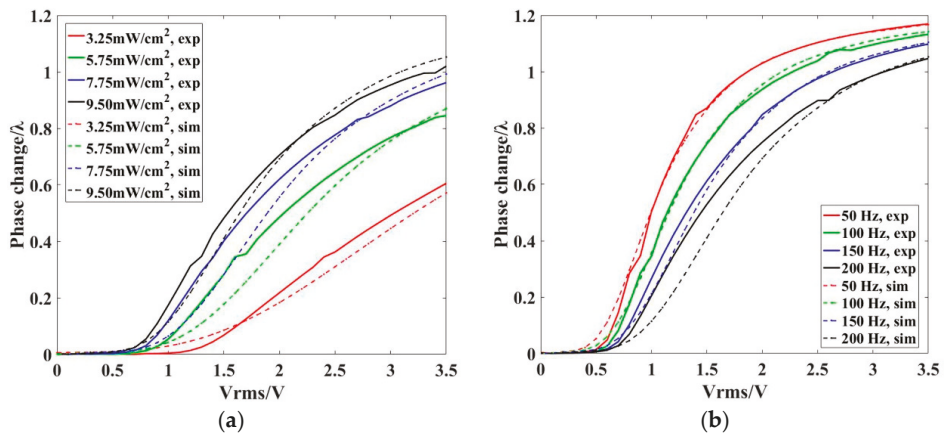 1.2
1
0.8
0.6
0.4
0.2
0
Phase change/λ
3.25mW/cm², exp
5.75mW/cm², exp
7.75mW/cm², exp
9.50mW/cm², exp
3.25mW/cm², sim
5.75mW/cm², sim
7.75mW/cm², sim
9.50mW/cm², sim
0 0.5 1 1.5 2 2.5 3 3.5
Vrms/V
(a)
1.2
1
0.8
0.6
0.4
0.2
0
Phase change/λ
50 Hz, exp
100 Hz, exp
150 Hz, exp
200 Hz, exp
50 Hz, sim
100 Hz, sim
150 Hz, sim
200 Hz, sim
0 0.5 1 1.5 2 2.5 3 3.5
Vrms/V
(b)